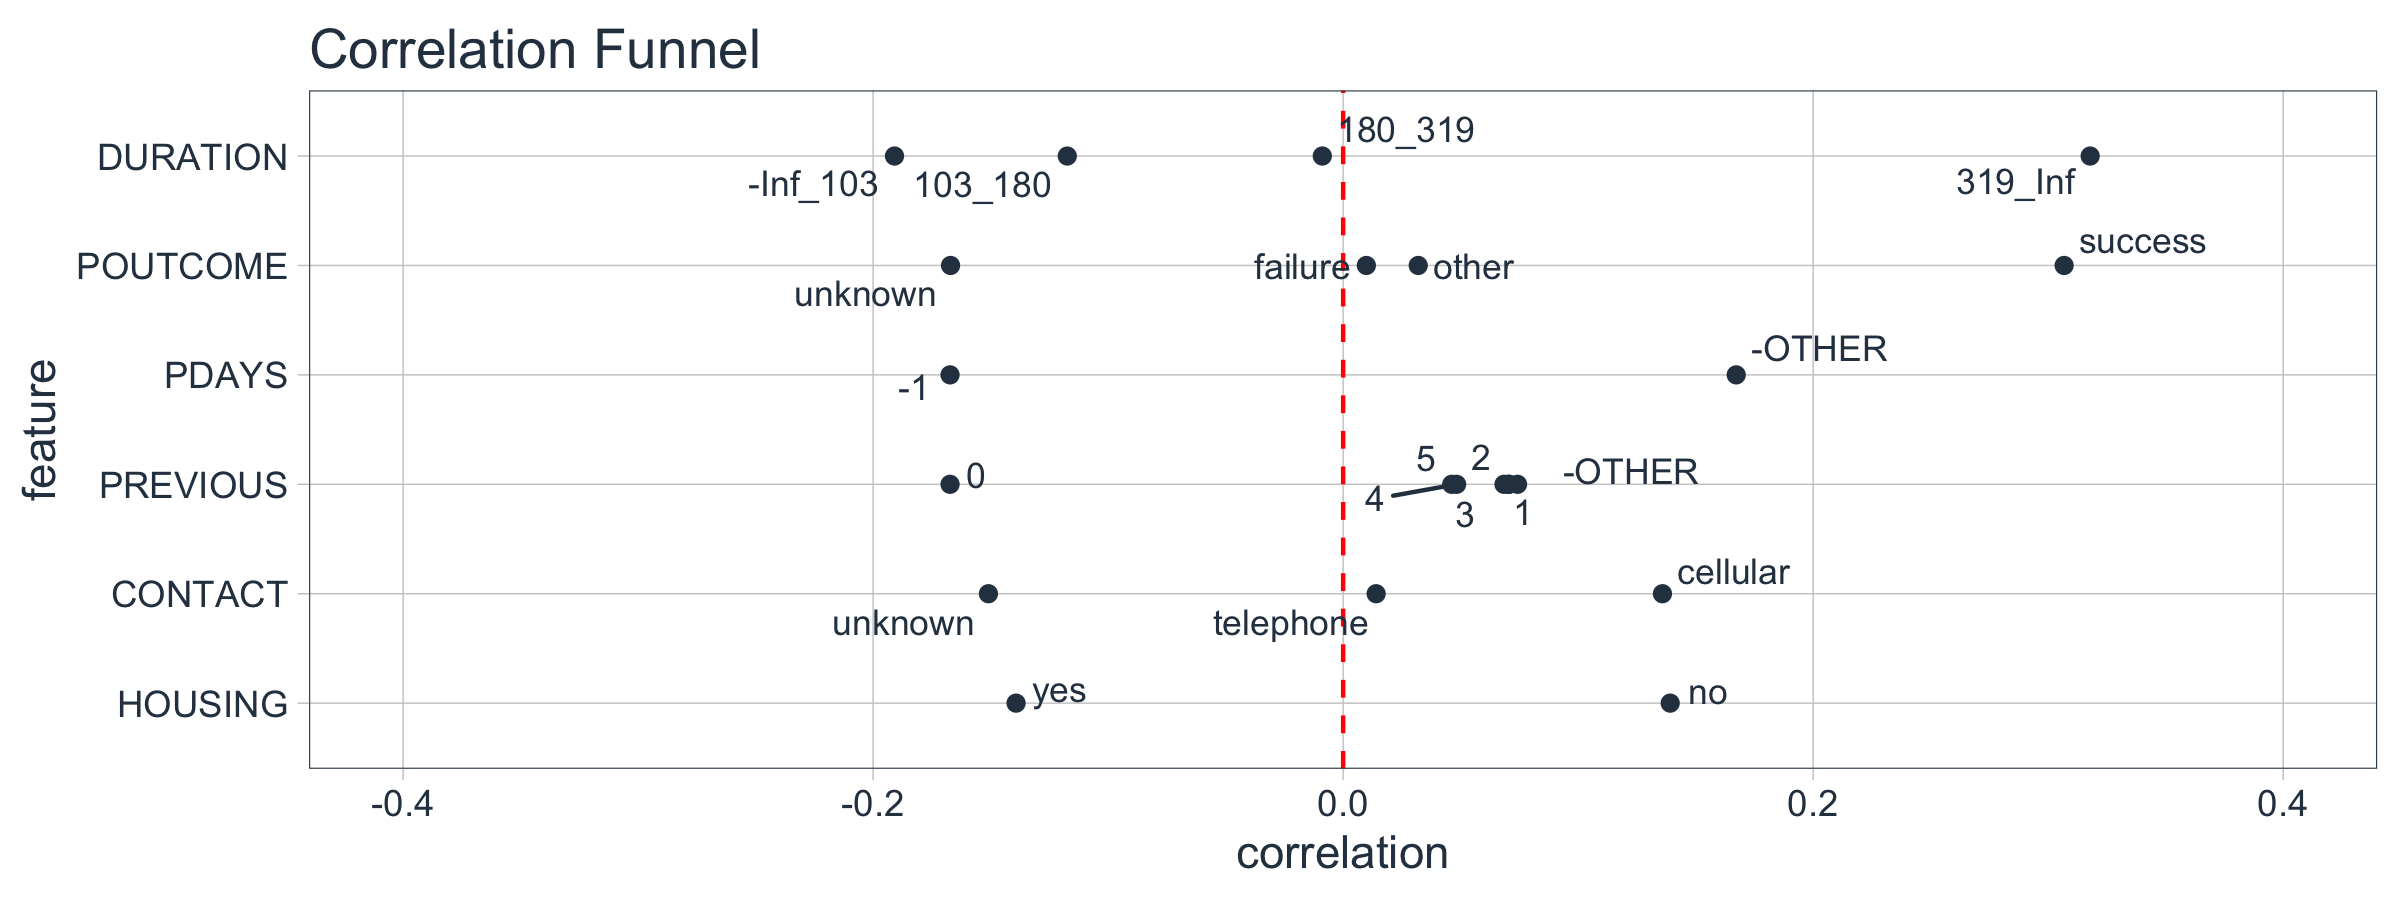 Correlation Funnel
180_319
DURATION
-Inf_103
103_180
319_Inf
success
POUTCOME
failure
other
unknown
-OTHER
PDAYS
-1
feature
5
2
-OTHER
PREVIOUS
0
4
3
1
cellular
CONTACT
unknown
telephone
HOUSING
yes
no
-0.4
-0.2
0.0
0.2
0.4
correlation